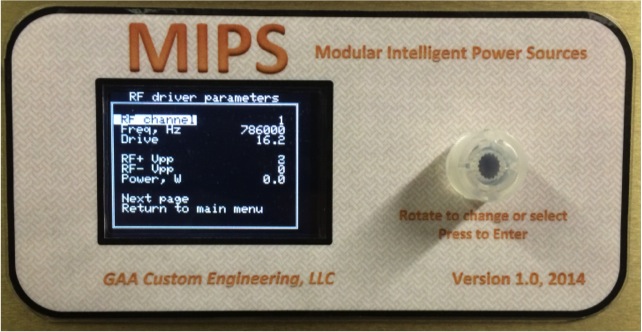 MIPS
Modular Intelligent Power Sources
RF driver parameters
RF channel 1
Freq, Hz 786000
Drive 16.2
RF+ Vpp 2
RF- Vpp 0
Power, W 0.0
Next page
Return to main menu
Rotate to change or select
Press to Enter
GAA Custom Engineering, LLC
Version 1.0, 2014